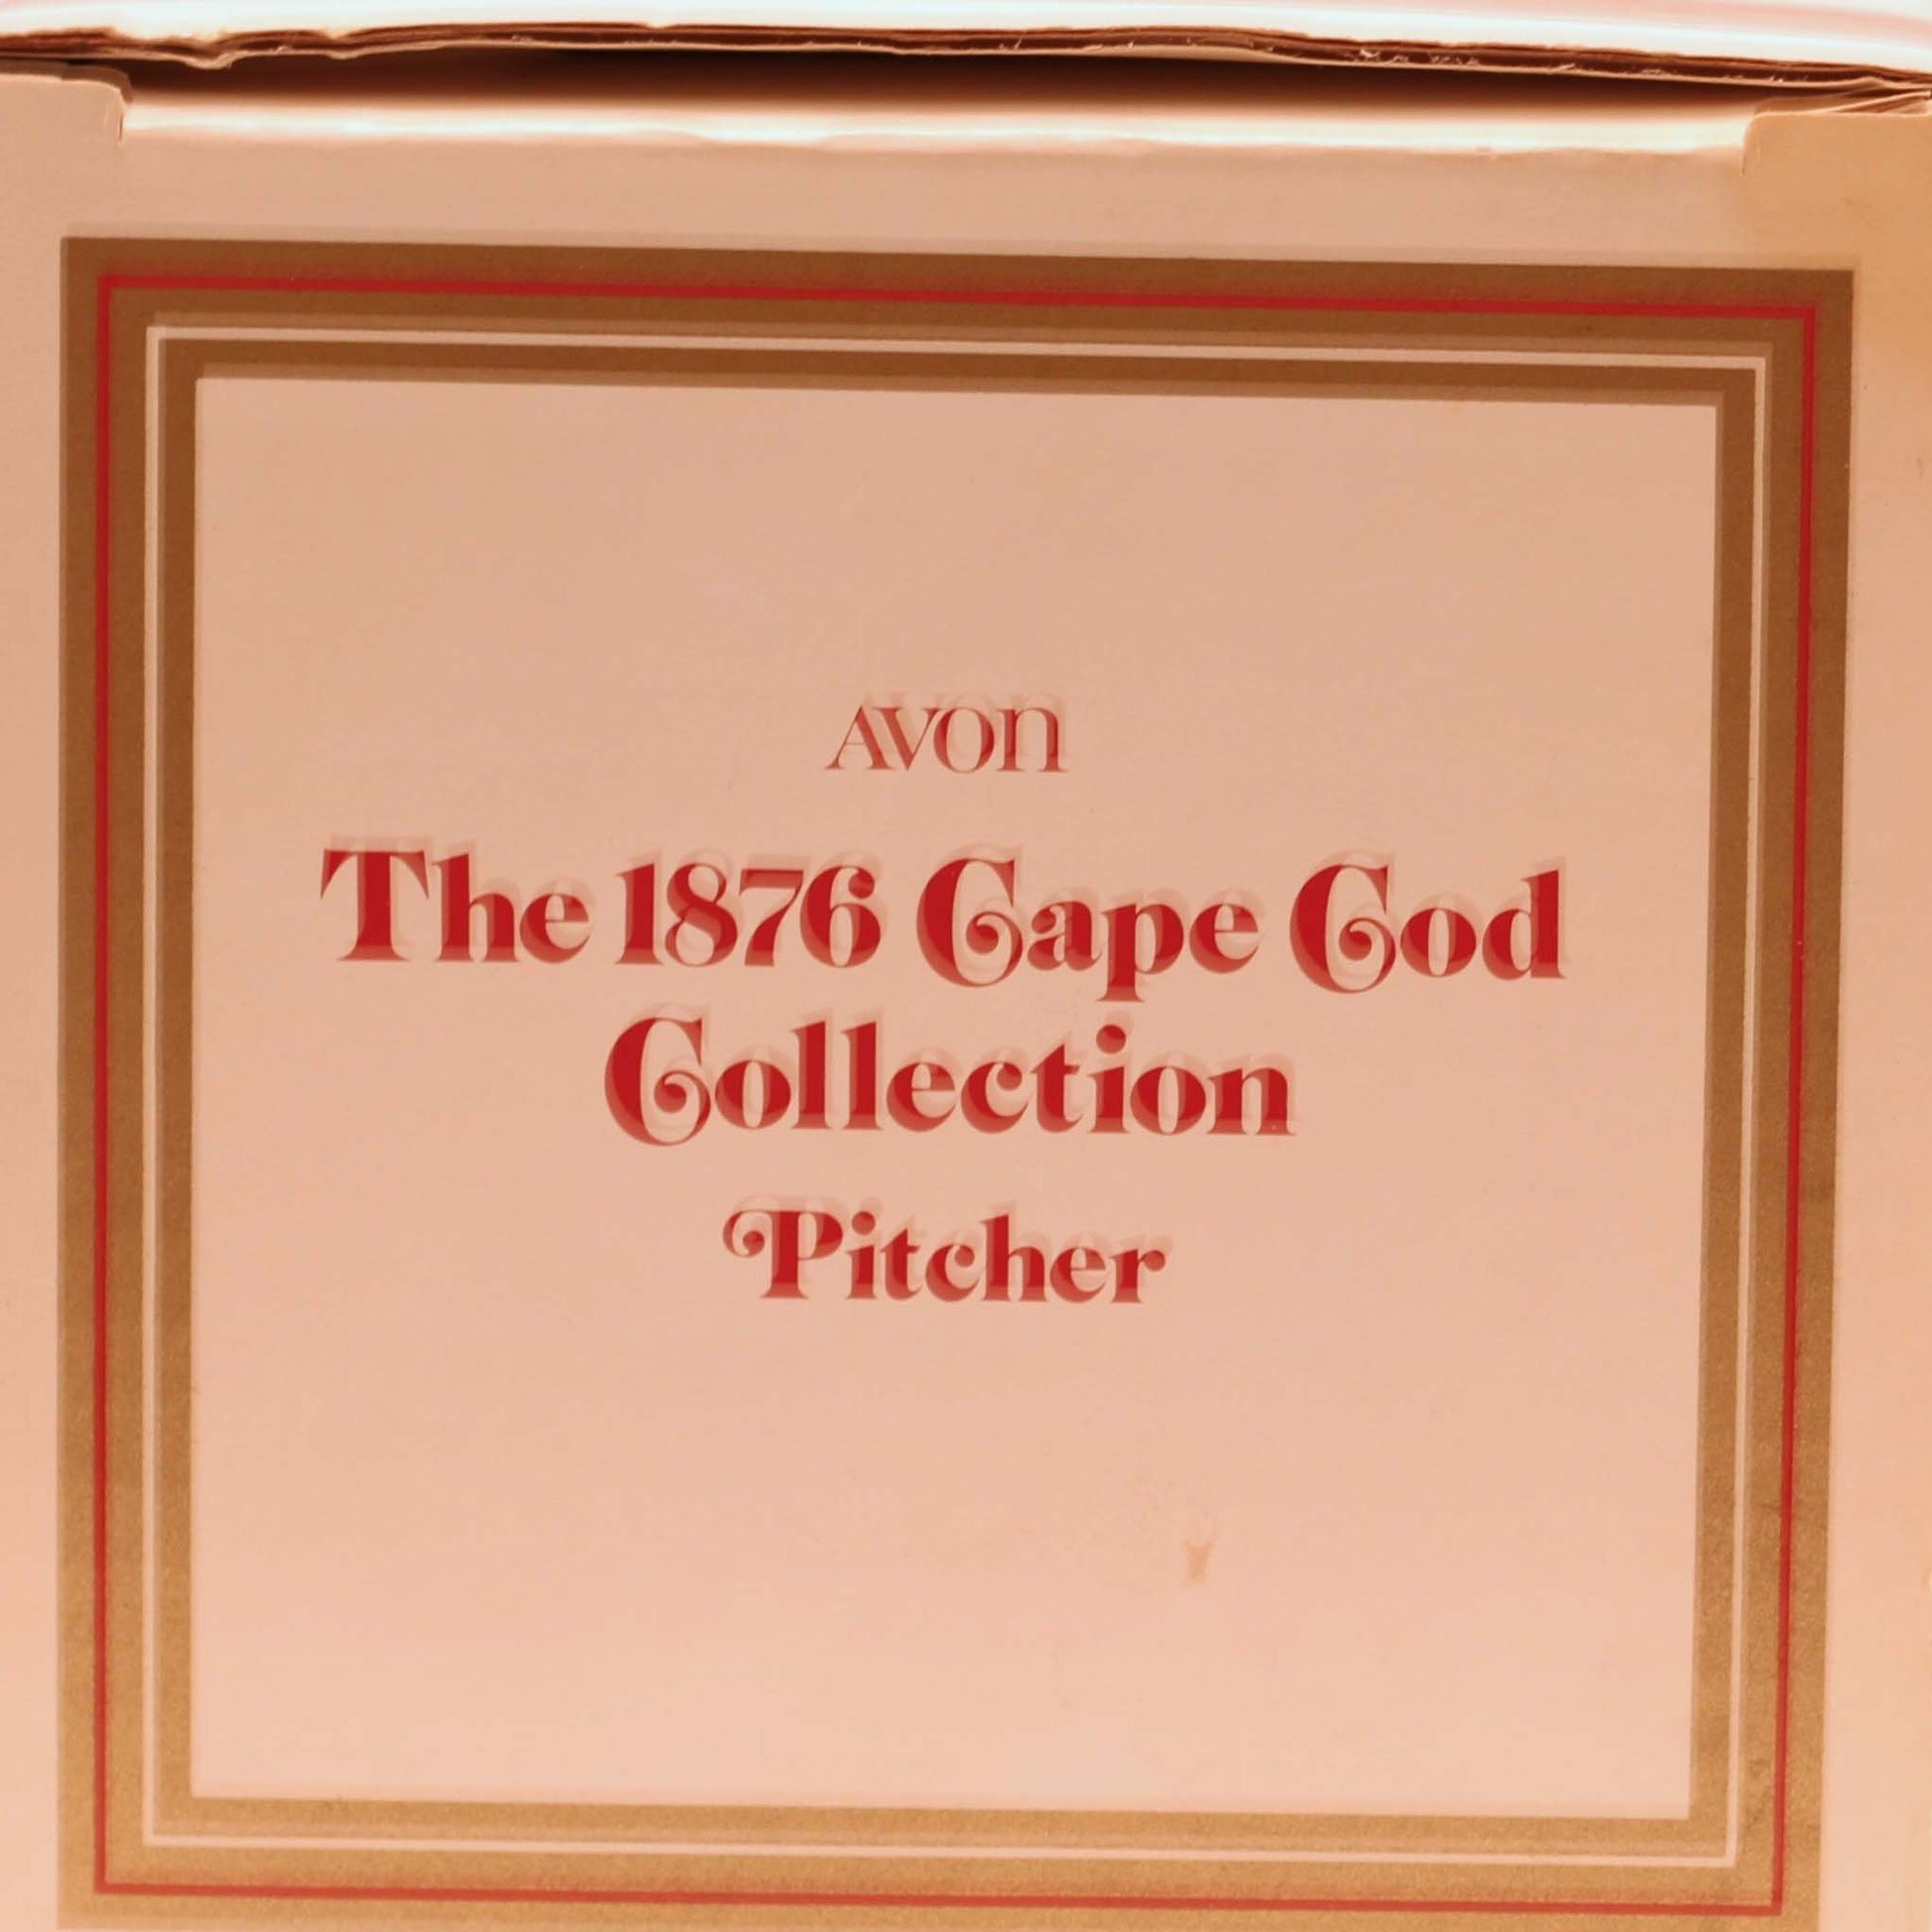 AVON
The 1876 Cape Cod
Collection
Pitcher